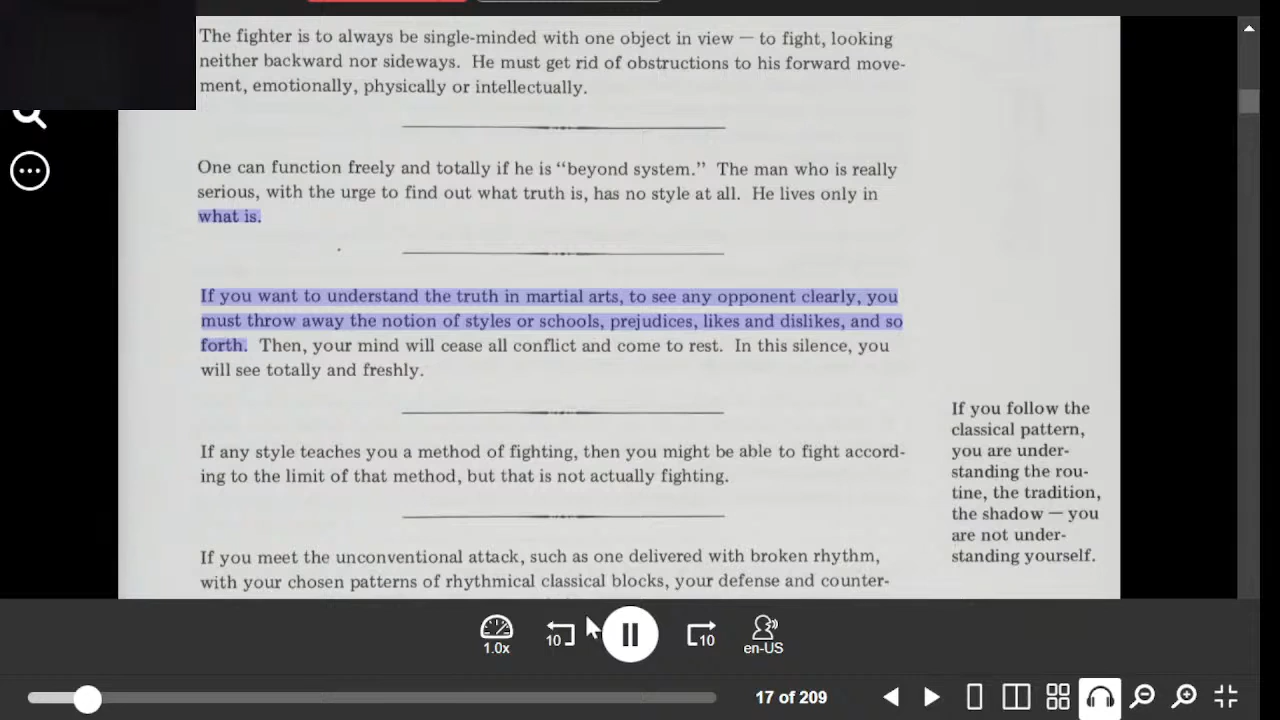 The fighter is to always be single-minded with one object in view — to fight, looking
neither backward nor sideways. He must get rid of obstructions to his forward move-
ment, emotionally, physically or intellectually.
One can function freely and totally if he is “beyond system.” The man who is really
serious, with the urge to find out what truth is, has no style at all. He lives only in
what is.
If you want to understand the truth in martial arts, to see any opponent clearly, you
must throw away the notion of styles or schools, prejudices, likes and dislikes, and so
forth. Then, your mind will cease all conflict and come to rest. In this silence, you
will see totally and freshly.
If any style teaches you a method of fighting, then you might be able to fight accord-
ing to the limit of that method, but that is not actually fighting.
If you meet the unconventional attack, such as one delivered with broken rhythm,
with your chosen patterns of rhythmical classical blocks, your defense and counter-
If you follow the
classical pattern,
you are under-
standing the rou-
tine, the tradition,
the shadow — you
are not under-
standing yourself.
1.0x
10
10
en-US
17 of 209